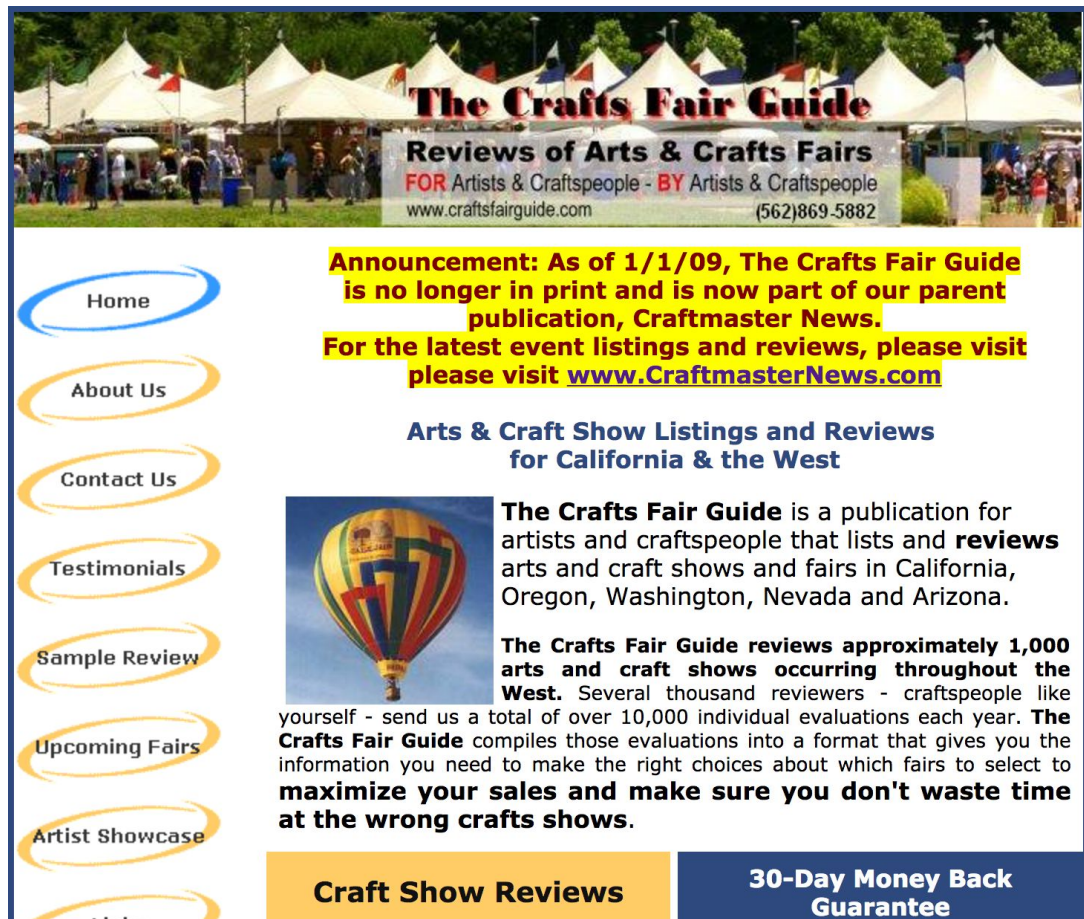 The Crafts Fair Guide
Reviews of Arts & Crafts Fairs
FOR Artists & Craftspeople - BY Artists & Craftspeople
www.craftsfairguide.com (562)869-5882
Home
About Us
Contact Us
Testimonials
Sample Review
Upcoming Fairs
Artist Showcase
Announcement: As of 1/1/09, The Crafts Fair Guide
is no longer in print and is now part of our parent
publication, Craftmaster News.
For the latest event listings and reviews, please visit
please visit www.CraftmasterNews.com
Arts & Craft Show Listings and Reviews
for California & the West
The Crafts Fair Guide is a publication for
artists and craftspeople that lists and reviews
arts and craft shows and fairs in California,
Oregon, Washington, Nevada and Arizona.
The Crafts Fair Guide reviews approximately 1,000
arts and craft shows occurring throughout the
West. Several thousand reviewers - craftspeople like
yourself - send us a total of over 10,000 individual evaluations each year. The
Crafts Fair Guide compiles those evaluations into a format that gives you the
information you need to make the right choices about which fairs to select to
maximize your sales and make sure you don't waste time
at the wrong crafts shows.
Craft Show Reviews
30-Day Money Back
Guarantee